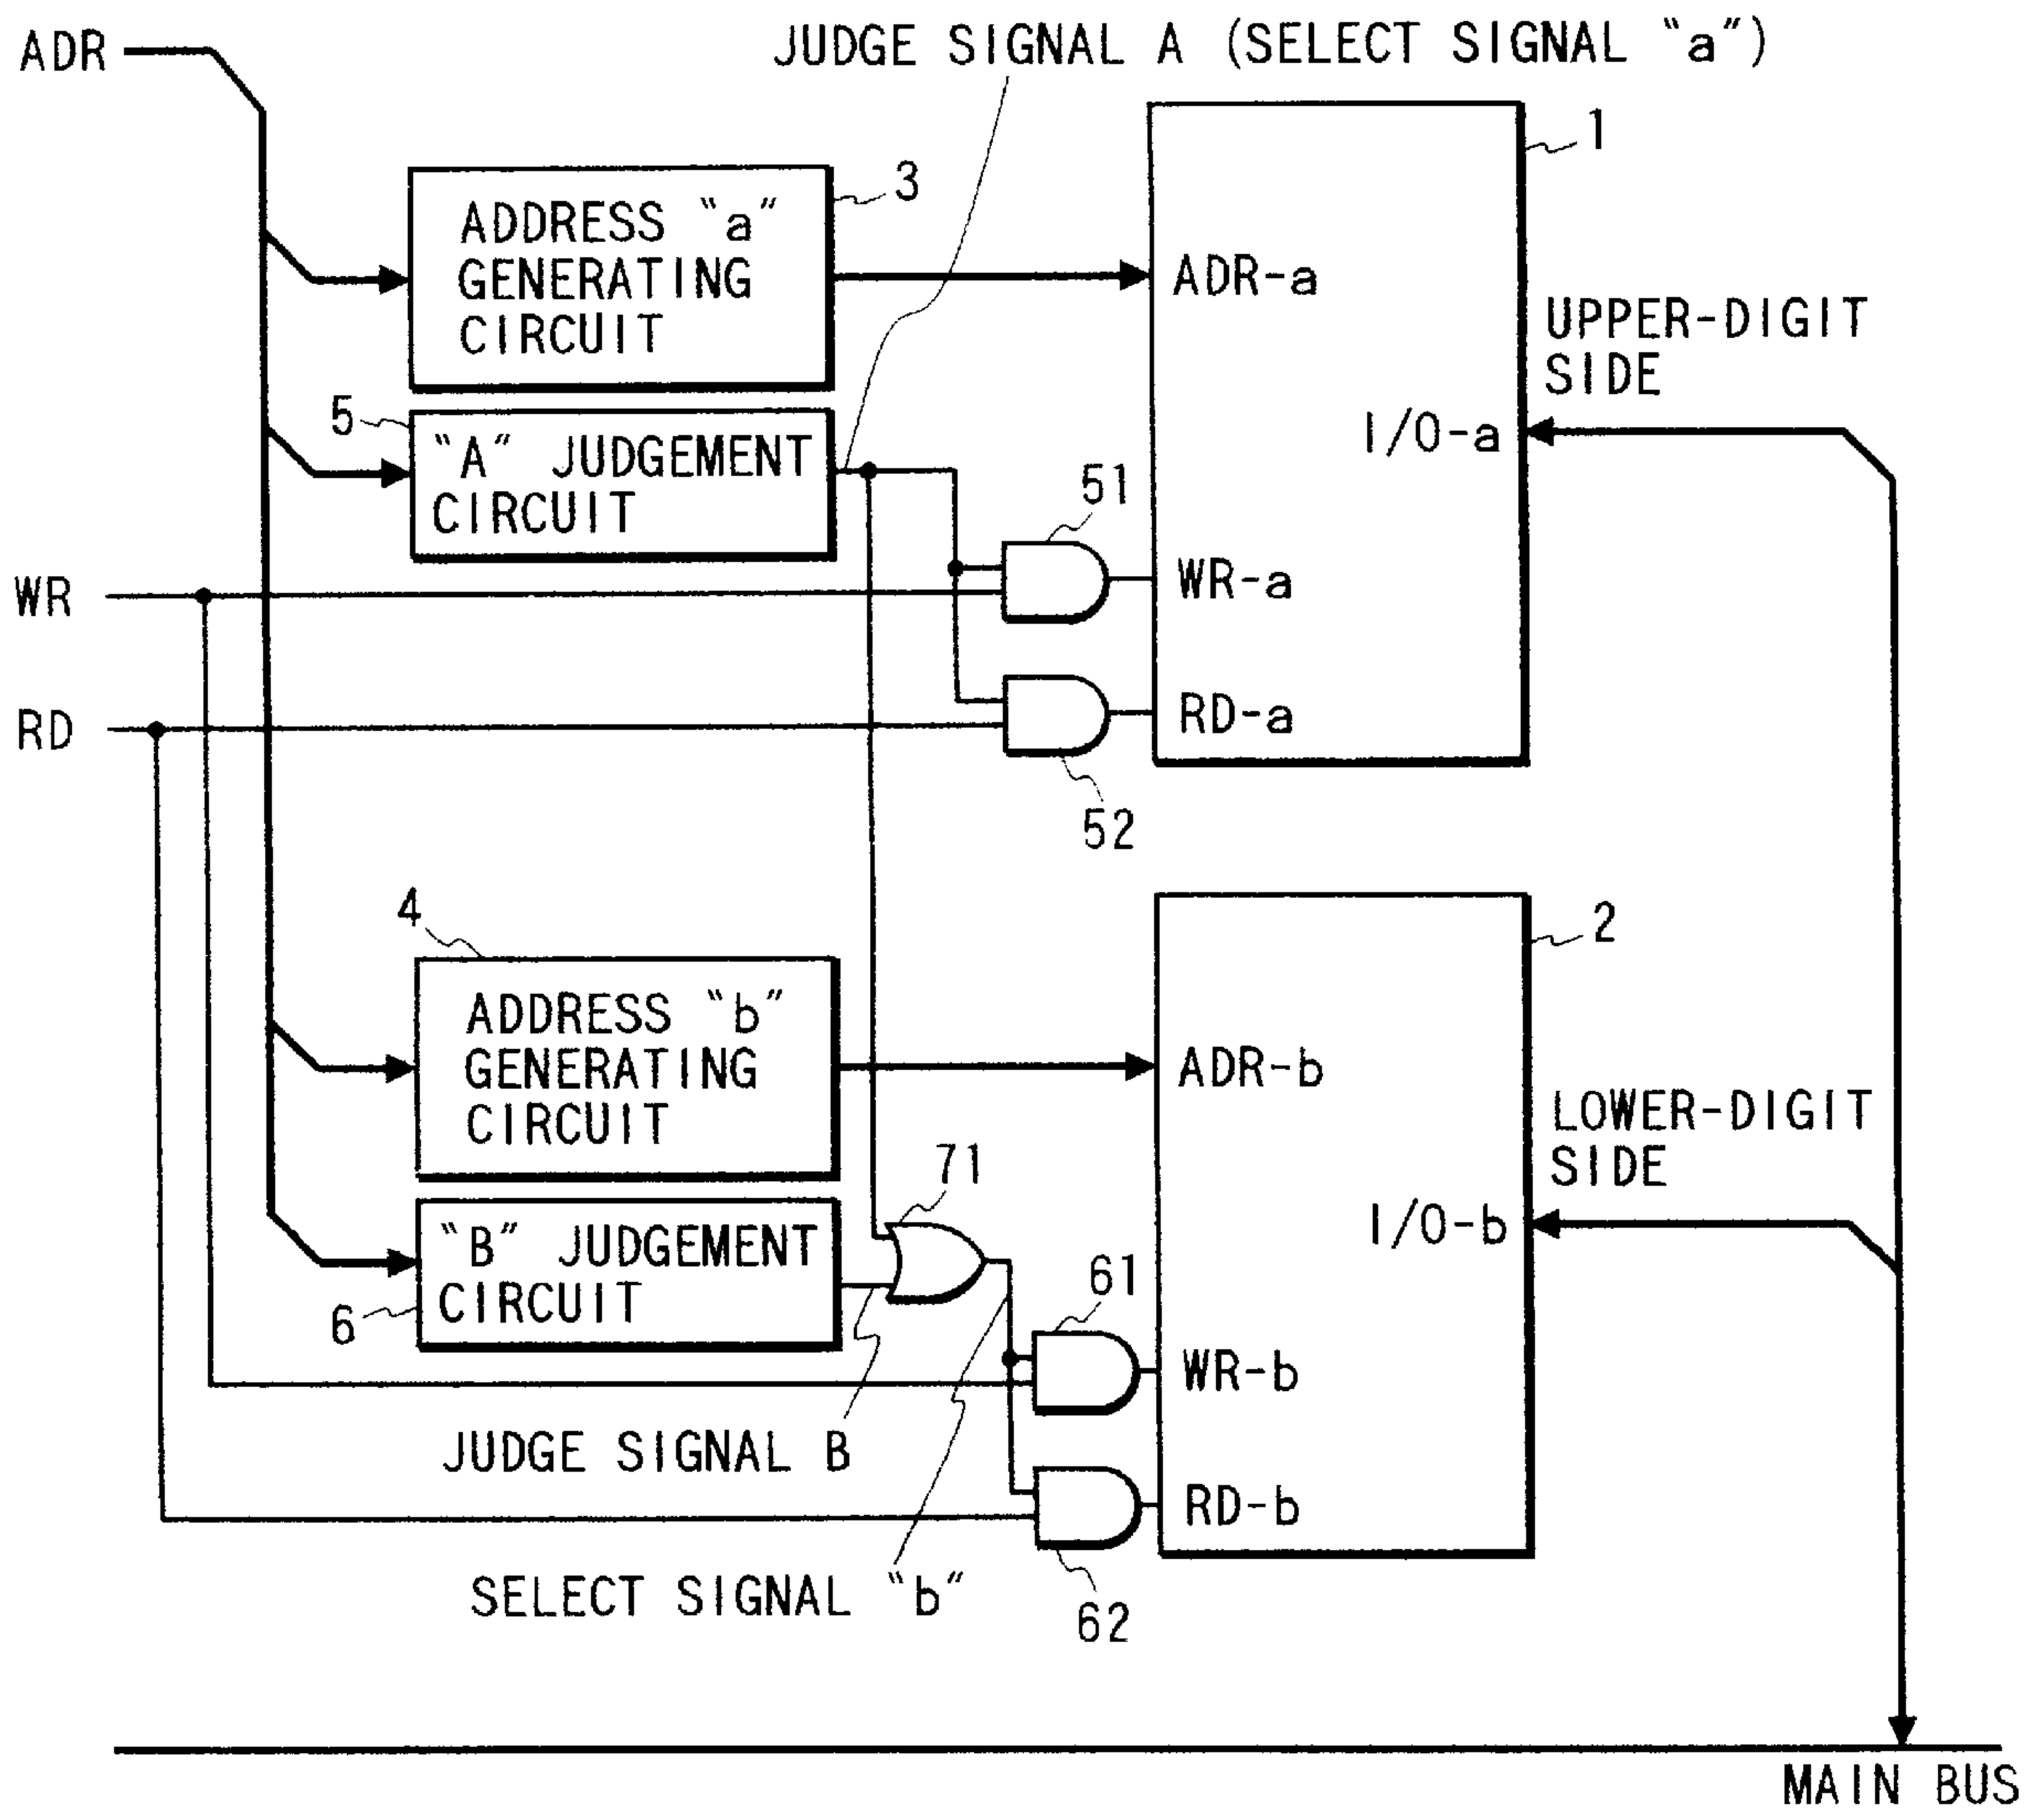 ADR
JUDGE SIGNAL A (SELECT SIGNAL "a")
1
3
ADDRESS "a"
GENERATING
CIRCUIT
ADR-a
UPPER-DIGIT
SIDE
5
"A" JUDGEMENT
CIRCUIT
I/O-a
51
WR
WR-a
RD
RD-a
52
4
2
ADDRESS "b"
GENERATING
CIRCUIT
ADR-b
LOWER-DIGIT
SIDE
71
"B" JUDGEMENT
CIRCUIT
6
I/O-b
61
WR-b
JUDGE SIGNAL B
RD-b
SELECT SIGNAL "b"
62
MAIN BUS